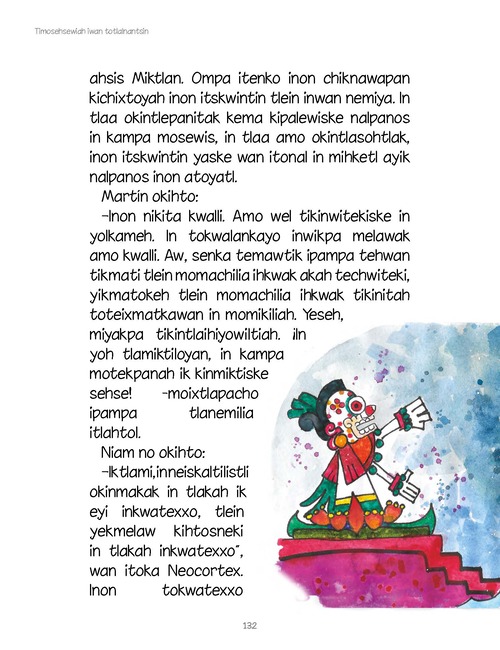 Timosehsewiah iwan totlalnantsin
ahsis Miktlan. Ompa itenko inon chiknawapan
kichixtoyah inon itskwintin tlein inwan nemiya. In
tlaa okintlepanitak kema kipalewiske nalpanos
in kampa mosewis, in tlaa amo okintlasohtlak,
inon itskwintin yaske wan itonal in mihketl ayik
nalpanos inon atoyatl.
Martín okihto:
–Inon nikita kwalli. Amo wel tikinwitekiske in
yolkameh. In tokwalankayo inwikpa melawak
amo kwalli. Aw, senka temawtik ipampa tehwan
tikmati tlein momachilia ihkwak akah techwiteki,
yikmatokeh tlein momachilia ihkwak tikinitah
toteixmatkawan in momikiliah. Yeseh,
miyakpa tikintlaihiyowiltiah. ¡In
yoh tlamiktiloyan, in kampa
motekpanah ik kinmiktiske
sehse! –moixtlapacho
ipampa tlanemilia
itlahtol.
Niam no okihto:
–Iktlami,inneiskaltilistli
okinmakak in tlakah ik
eyi inkwatexxo, tlein
yekmelaw kihtosneki
in tlakah inkwatexxo”,
wan itoka Neocortex.
Inon tokwatexxo
132